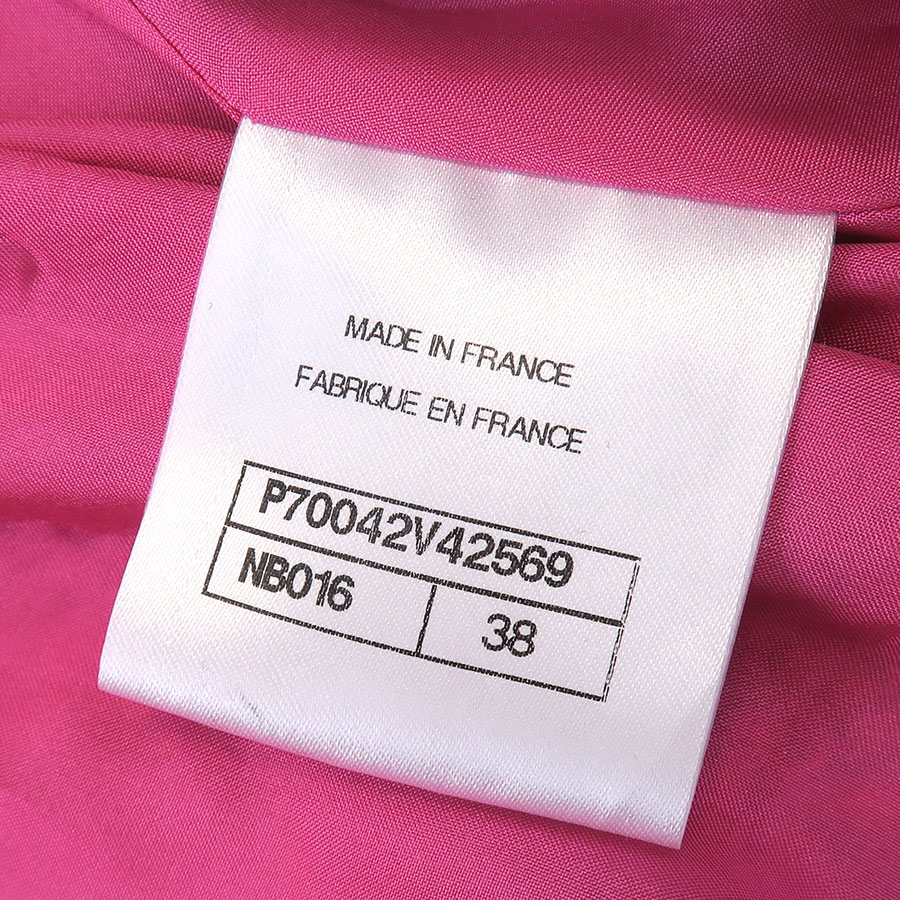 MADE IN FRANCE
FABRIQUE EN FRANCE
P70042V42569
NB016 38